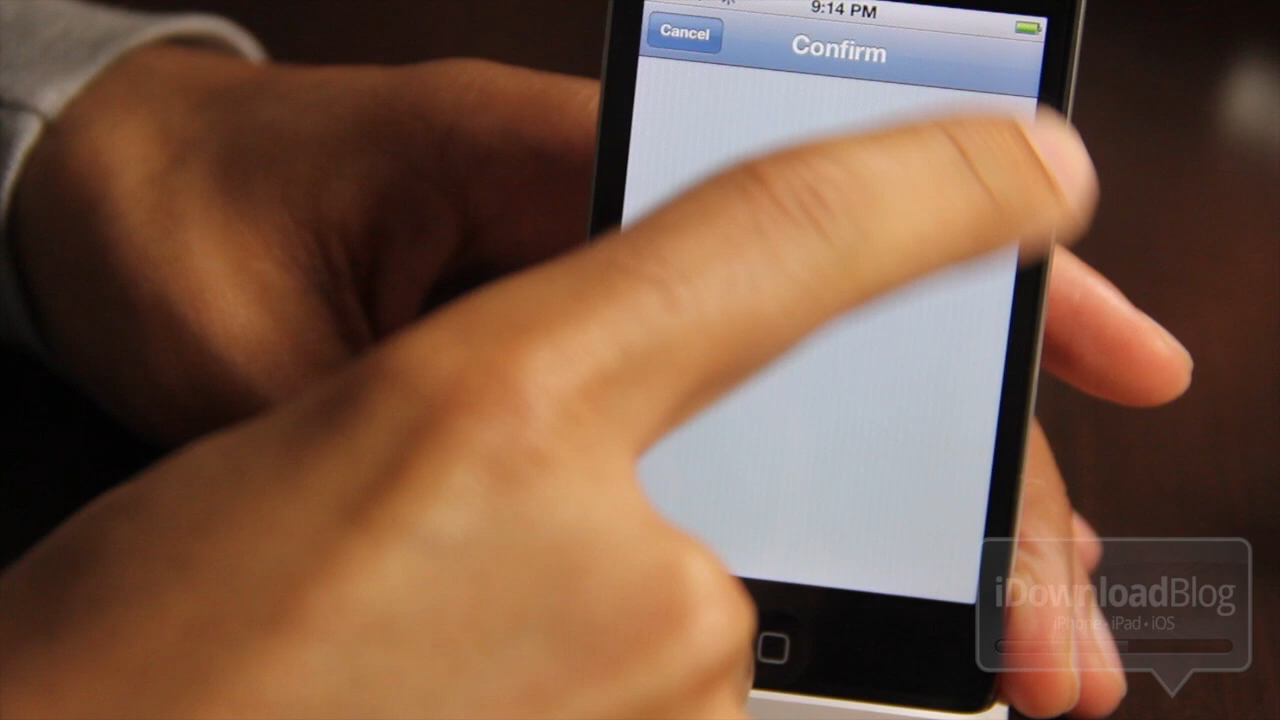 9:14 PM
Cancel
Confirm
iDownloadBlog
iPhone • iPad • iOS